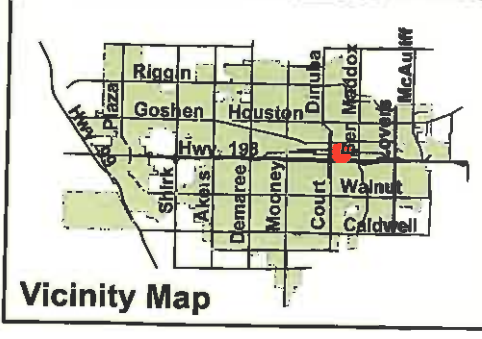 Riggin
Plaza
Goshen
Houston
Dinuba
Ben Maddox
McAuliff
Lovers
Hwy. 99
Hwy. 198
Shirk
Akers
Demaree
Mooney
Court
Walnut
Caldwell
Vicinity Map